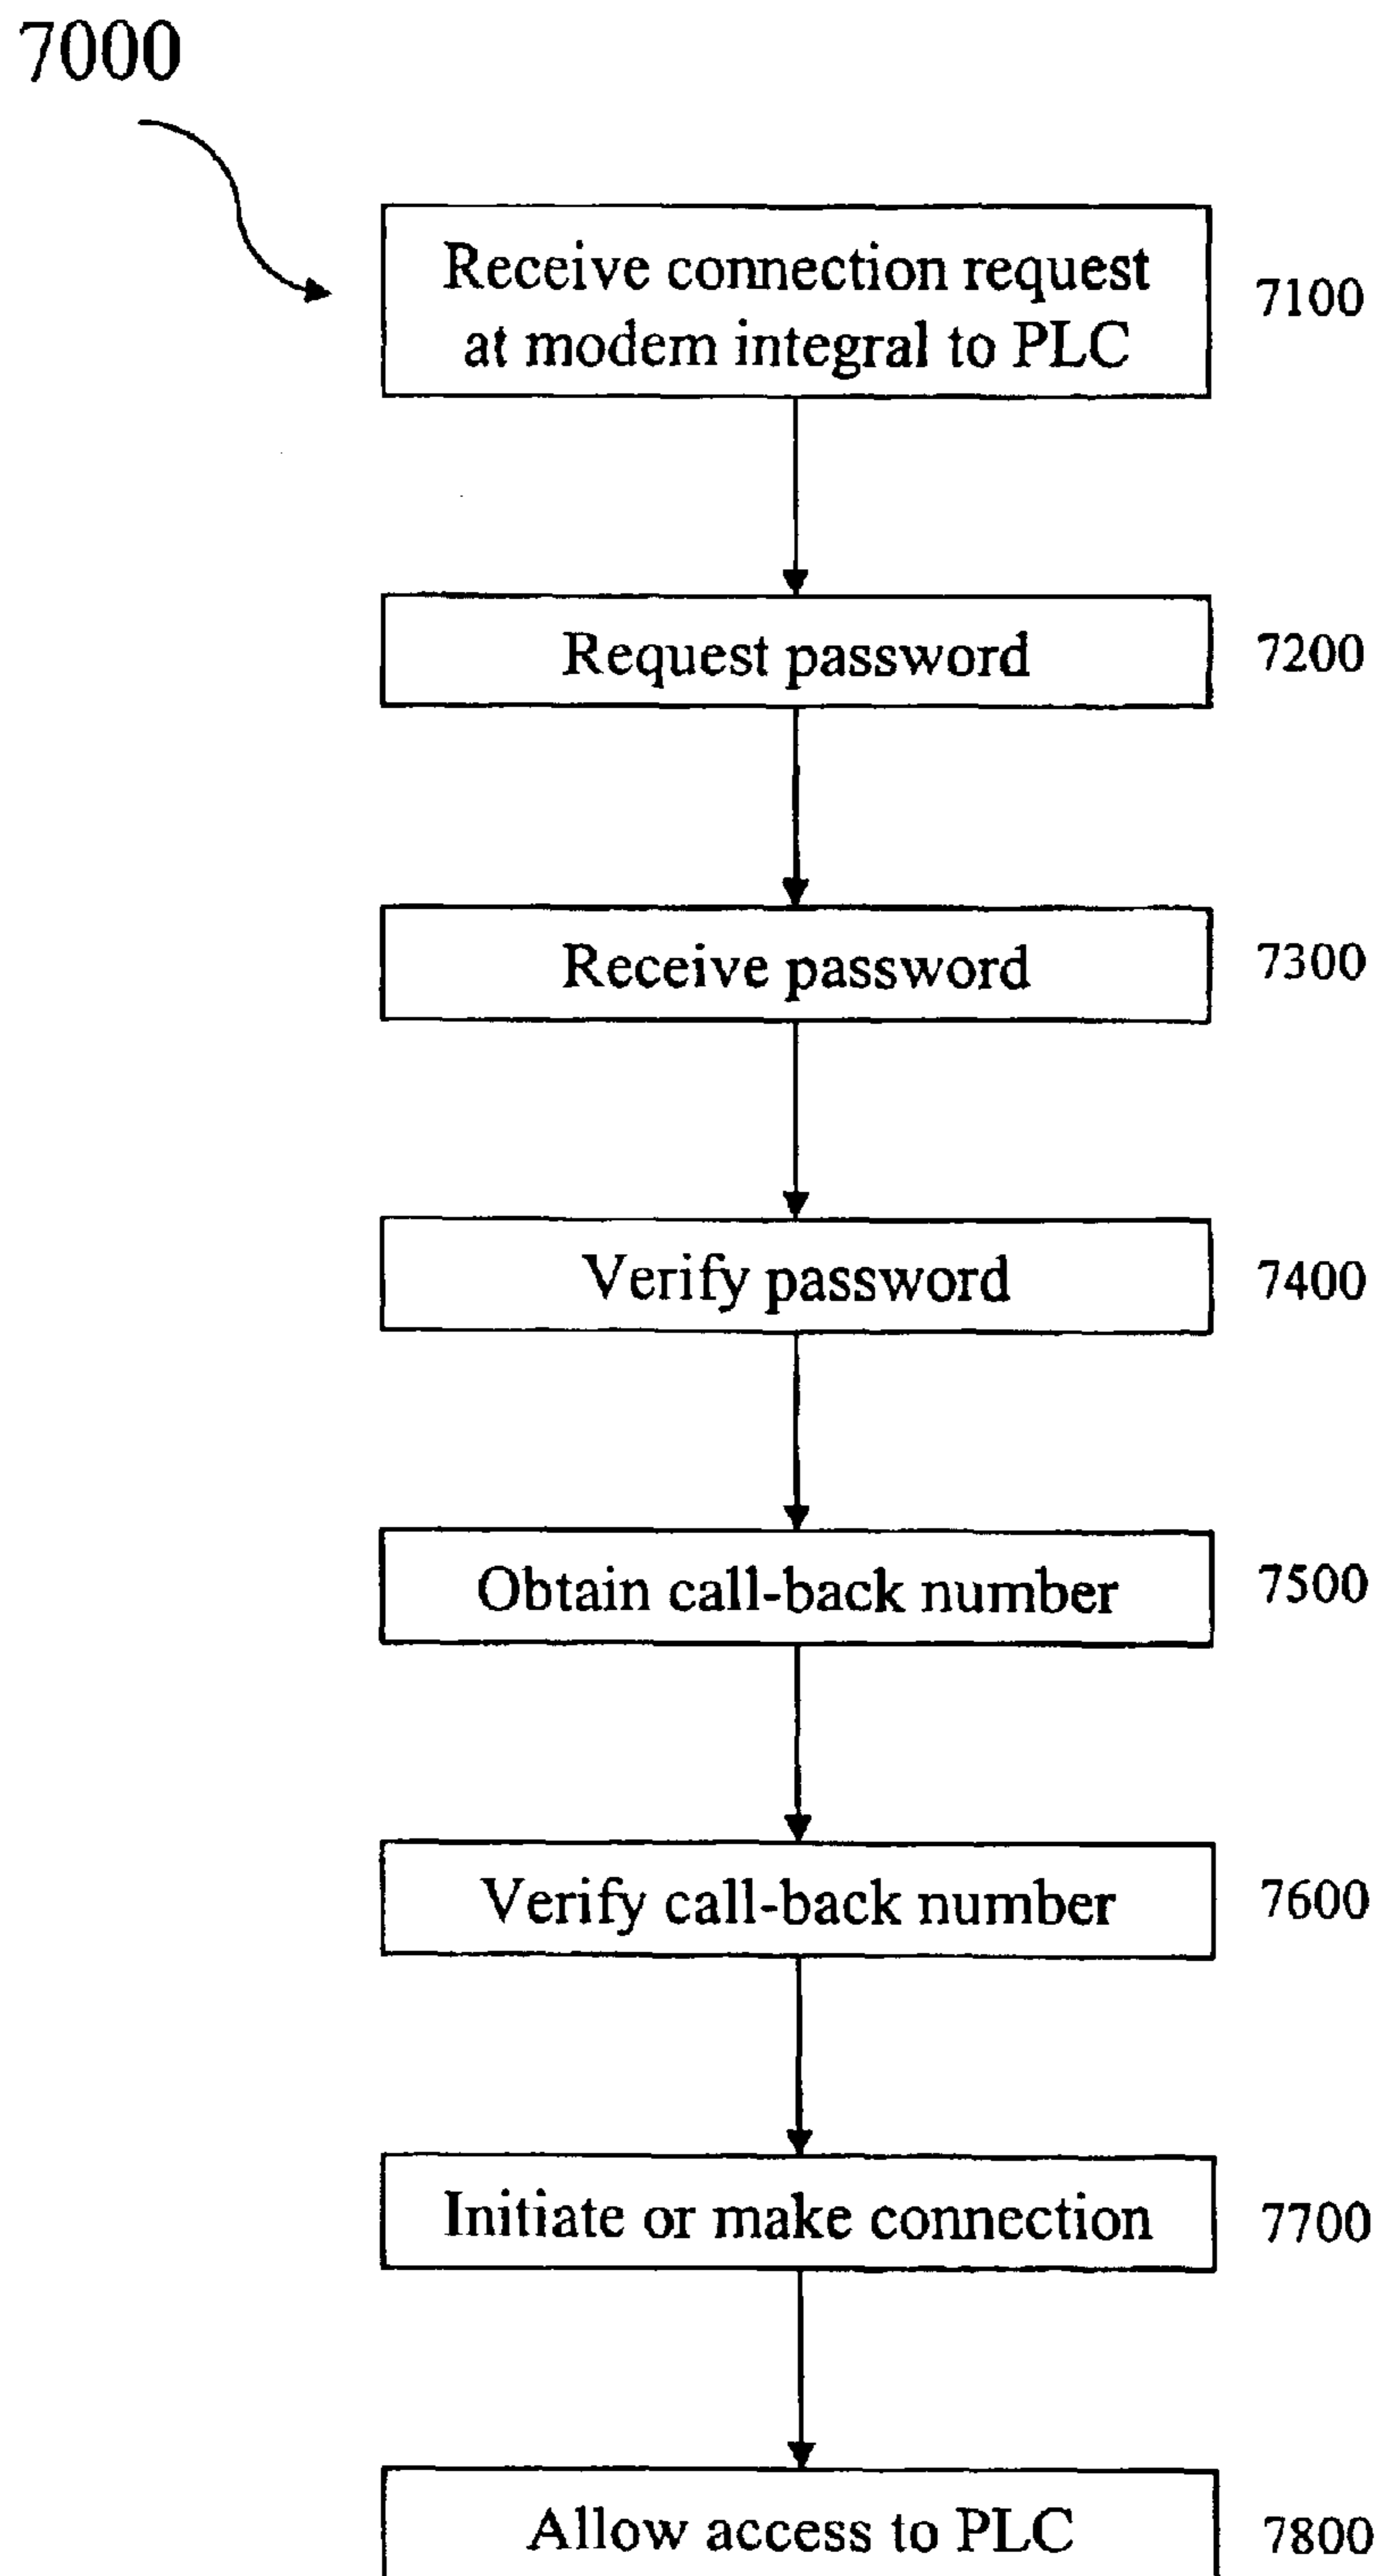 7000
Receive connection request
at modem integral to PLC
7100
Request password
7200
Receive password
7300
Verify password
7400
Obtain call-back number
7500
Verify call-back number
7600
Initiate or make connection
7700
Allow access to PLC
7800